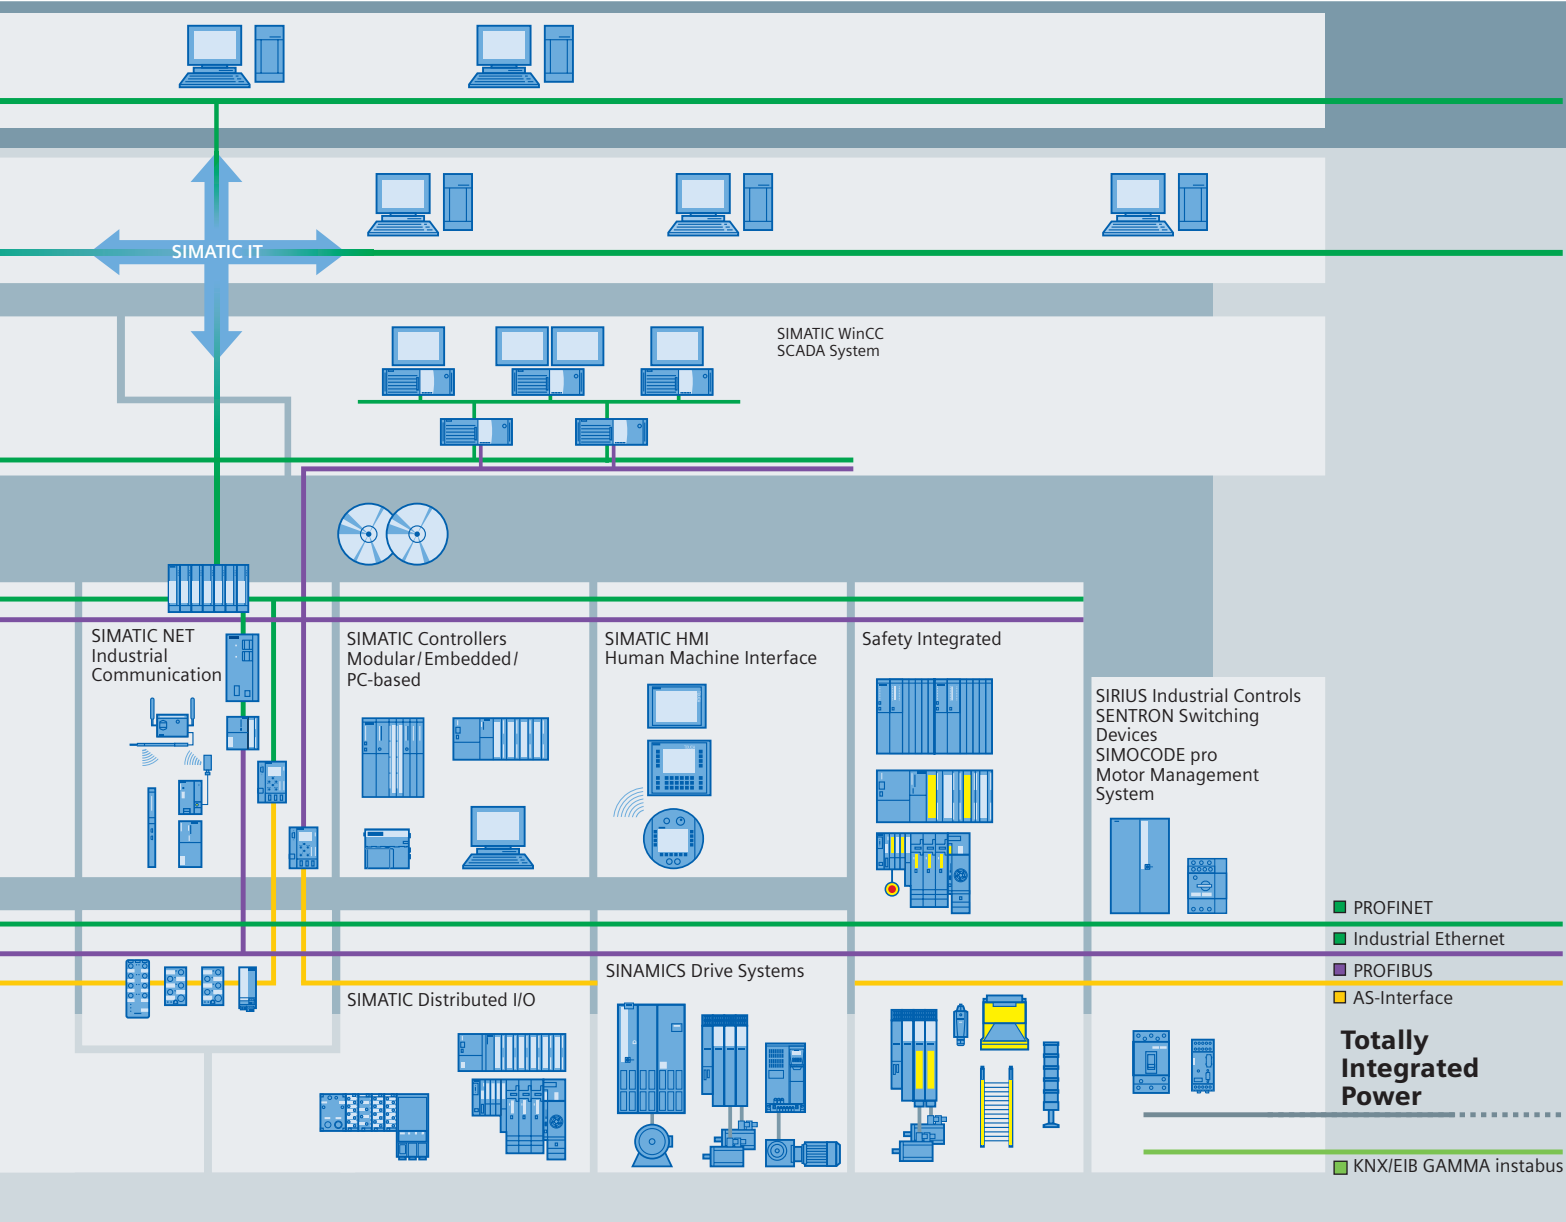 SIMATIC IT
SIMATIC WinCC
SCADA System
SIMATIC NET
Industrial
Communication
SIMATIC Controllers
Modular/Embedded/
PC-based
SIMATIC HMI
Human Machine Interface
Safety Integrated
SIRIUS Industrial Controls
SENTRON Switching
Devices
SIMOCODE pro
Motor Management
System
PROFINET
Industrial Ethernet
PROFIBUS
AS-Interface
SINAMICS Drive Systems
SIMATIC Distributed I/O
Totally
Integrated
Power
KNX/EIB GAMMA instabus